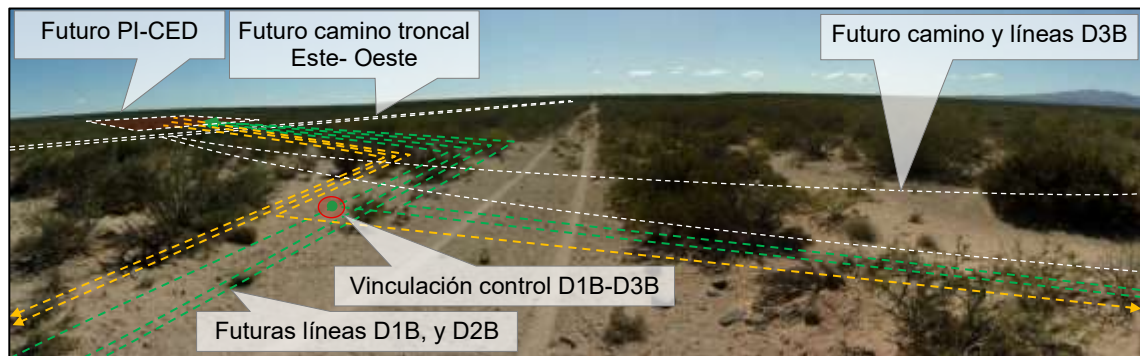 Futuro PI-CED
Futuro camino troncal
Este- Oeste
Futuro camino y líneas D3B
Vinculación control D1B-D3B
Futuras líneas D1B, y D2B